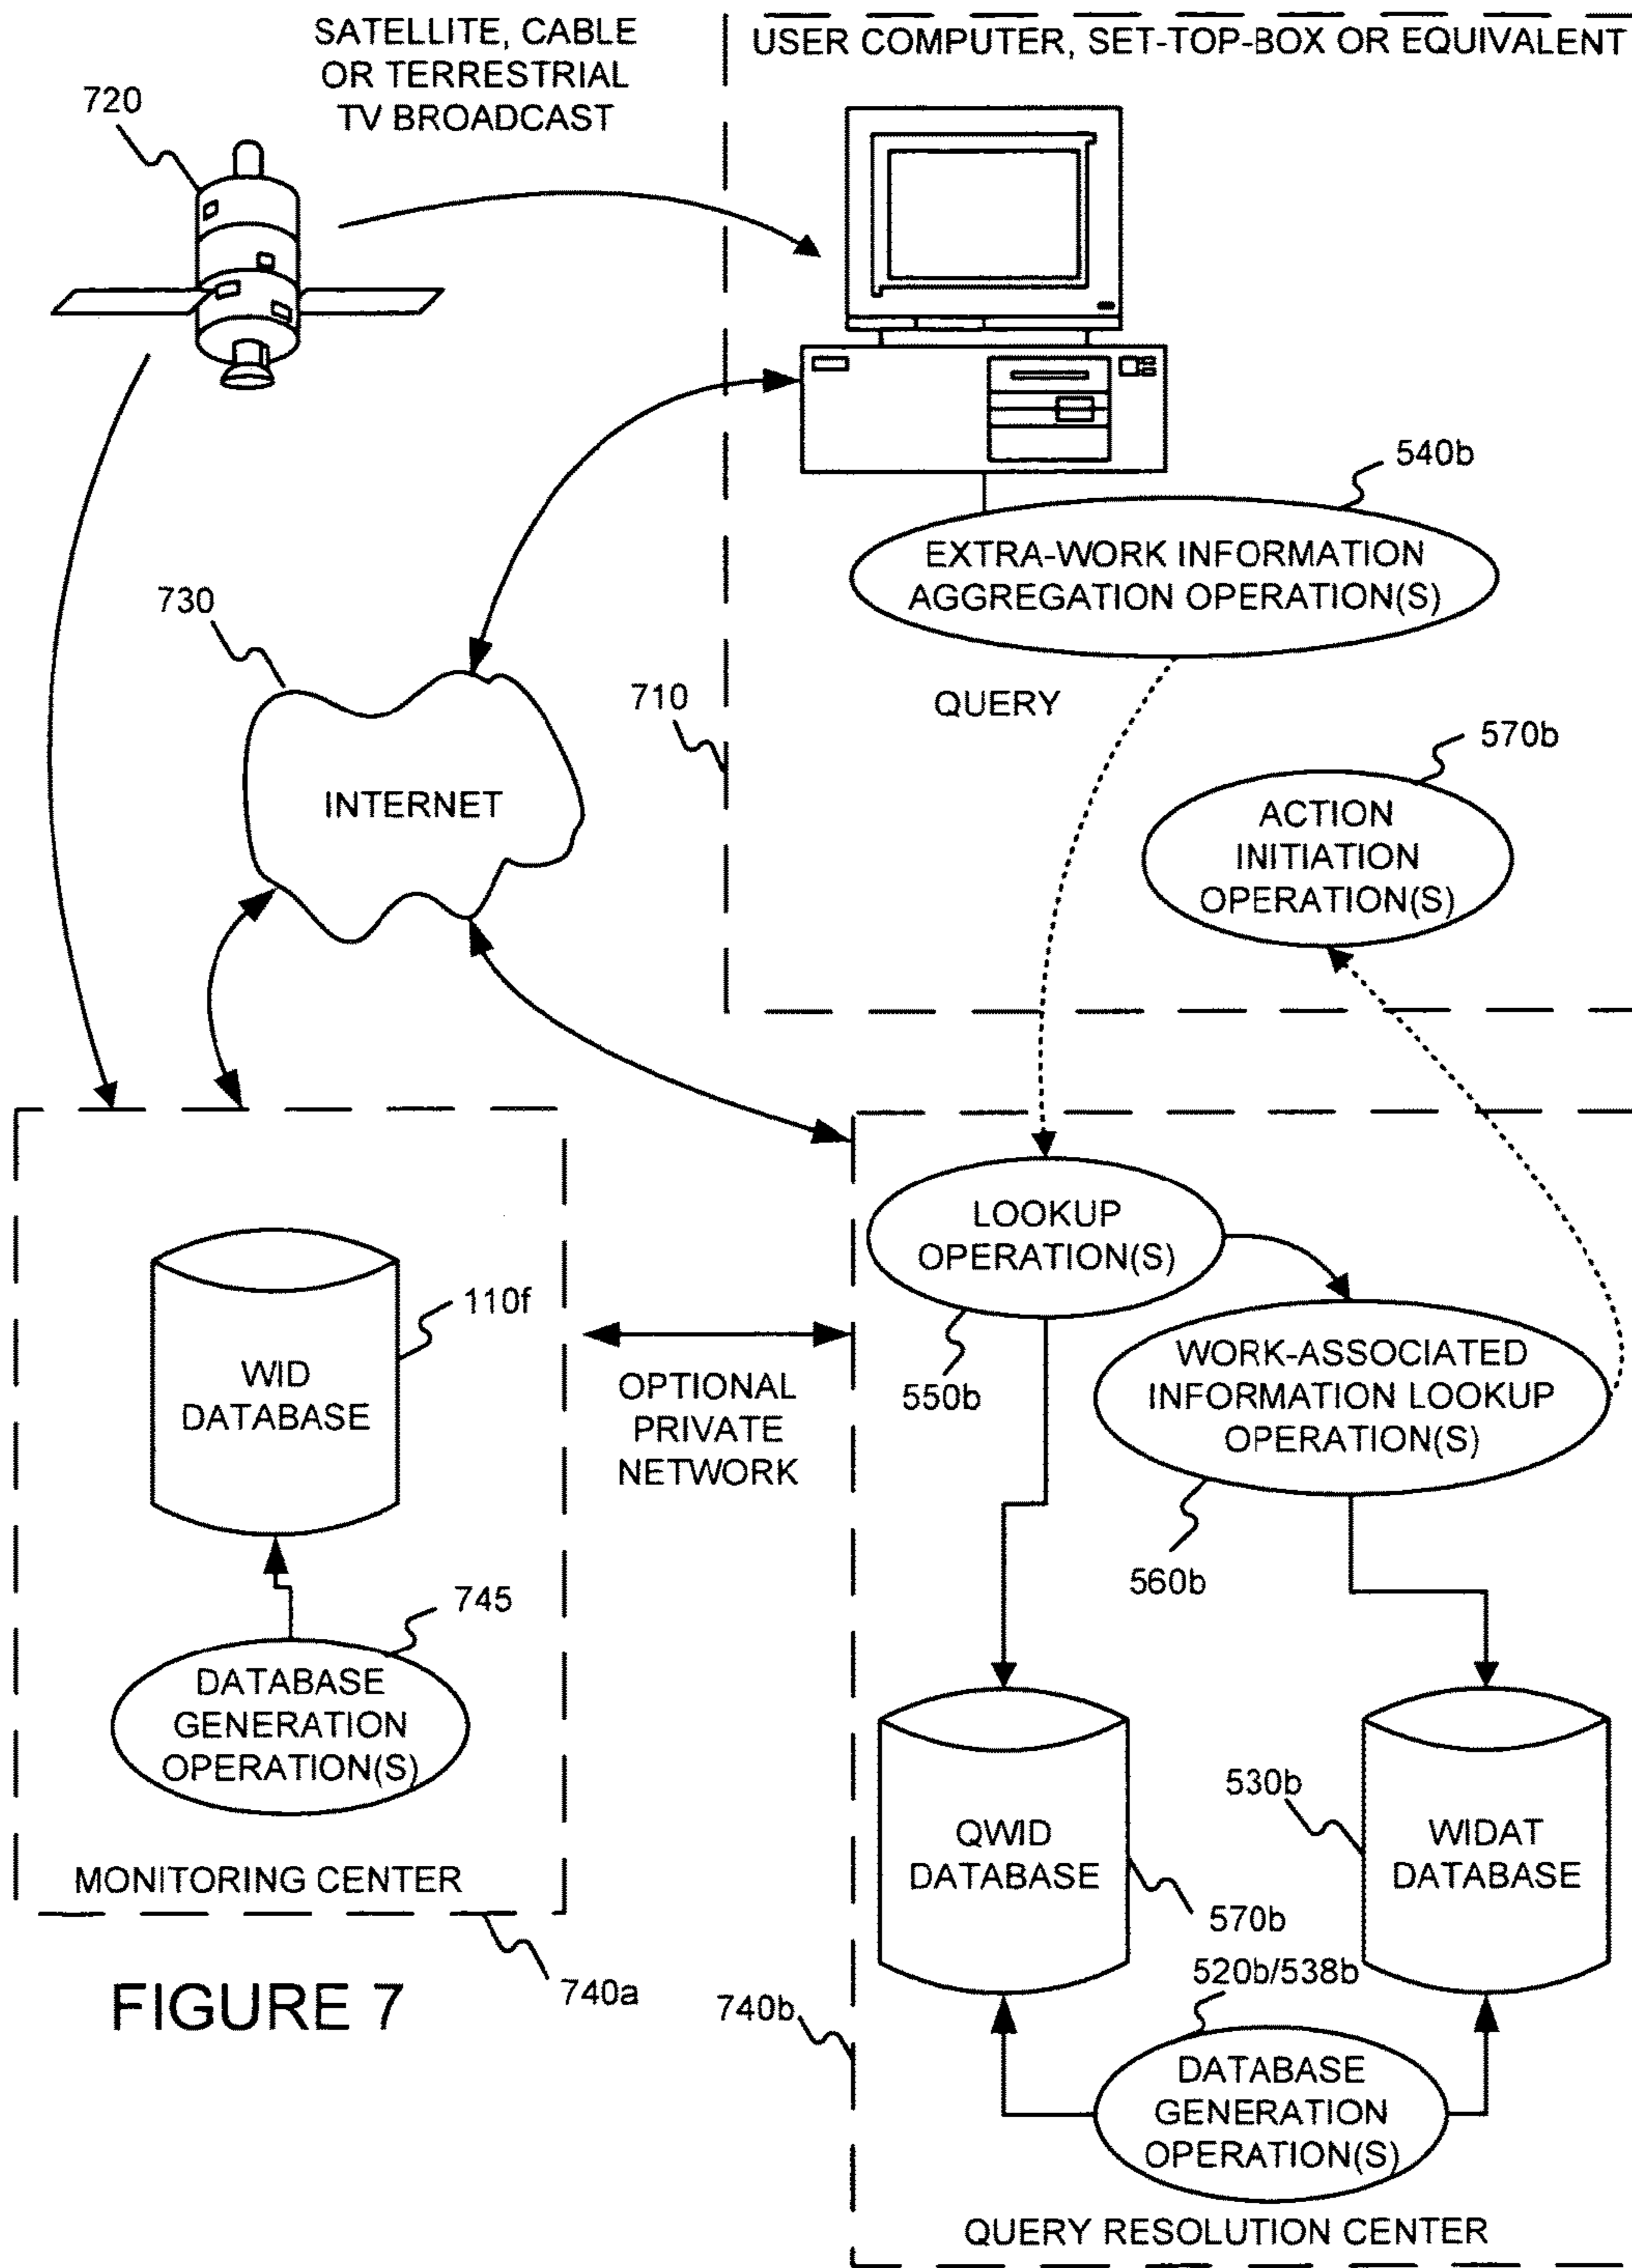 SATELLITE, CABLE
OR TERRESTRIAL
TV BROADCAST
USER COMPUTER, SET-TOP-BOX OR EQUIVALENT
720
540b
EXTRA-WORK INFORMATION
AGGREGATION OPERATION(S)
730
710
QUERY
570b
INTERNET
ACTION
INITIATION
OPERATION(S)
LOOKUP
OPERATION(S)
110f
WID
DATABASE
OPTIONAL
PRIVATE
NETWORK
550b
WORK-ASSOCIATED
INFORMATION LOOKUP
OPERATION(S)
560b
745
DATABASE
GENERATION
OPERATION(S)
MONITORING CENTER
740a
QWID
DATABASE
570b
530b
WIDAT
DATABASE
520b/538b
740b
DATABASE
GENERATION
OPERATION(S)
QUERY RESOLUTION CENTER
FIGURE 7